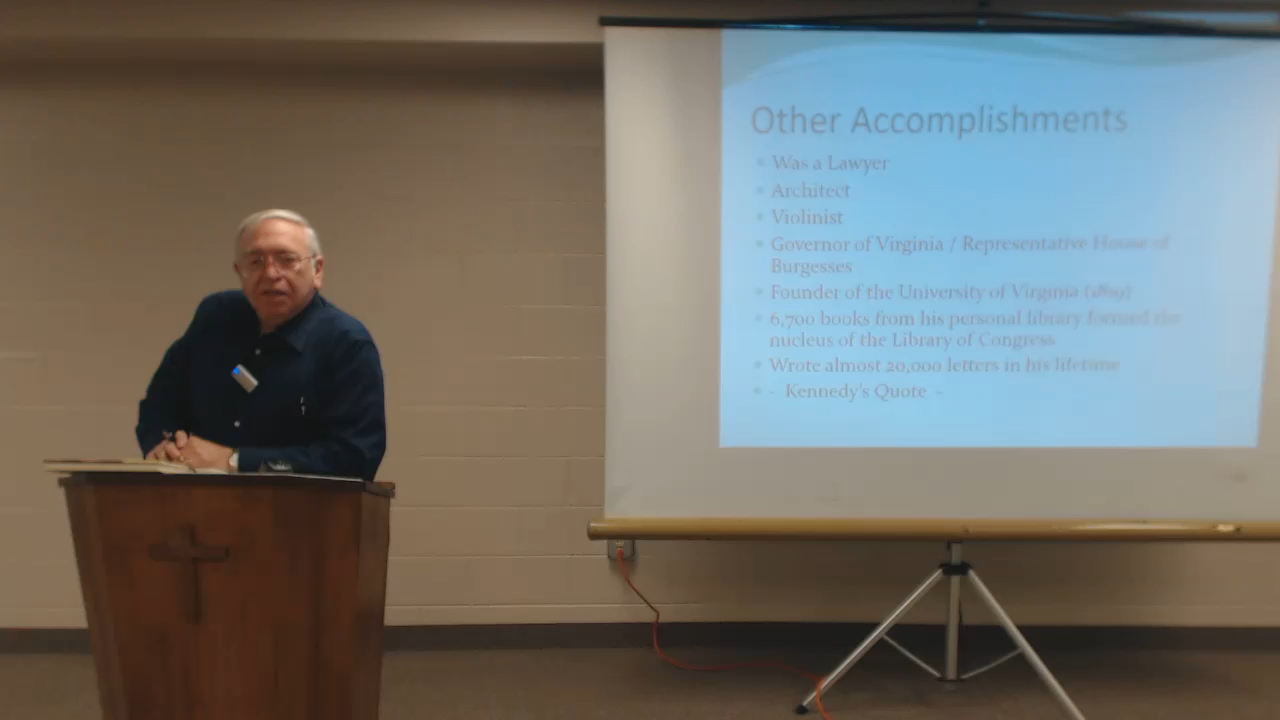 Other Accomplishments
• Was a Lawyer
• Architect
• Violinist
• Governor of Virginia / Representative House of
Burgesses
• Founder of the University of Virginia (1819)
• 6,700 books from his personal library formed the
nucleus of the Library of Congress
• Wrote almost 20,000 letters in his lifetime
• - Kennedy's Quote -